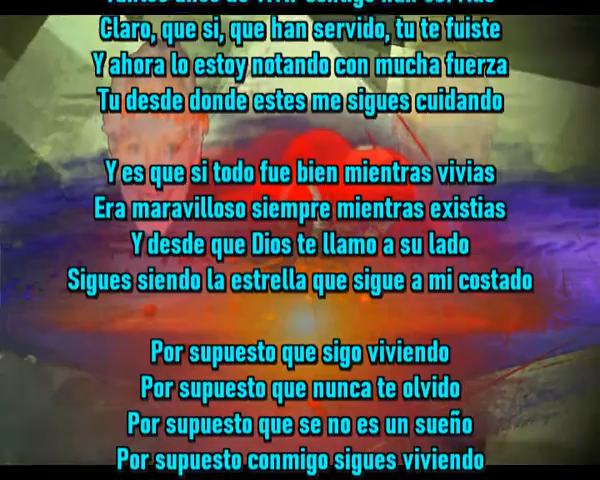 Claro, que si, que han servido, tu te fuiste
Y ahora lo estoy notando con mucha fuerza
Tu desde donde estes me sigues cuidando
Y es que si todo fue bien mientras vivias
Era maravilloso siempre mientras existias
Y desde que Dios te llamo a su lado
Sigues siendo la estrella que sigue a mi costado
Por supuesto que sigo viviendo
Por supuesto que nunca te olvido
Por supuesto que se no es un sueño
Por supuesto conmigo sigues viviendo